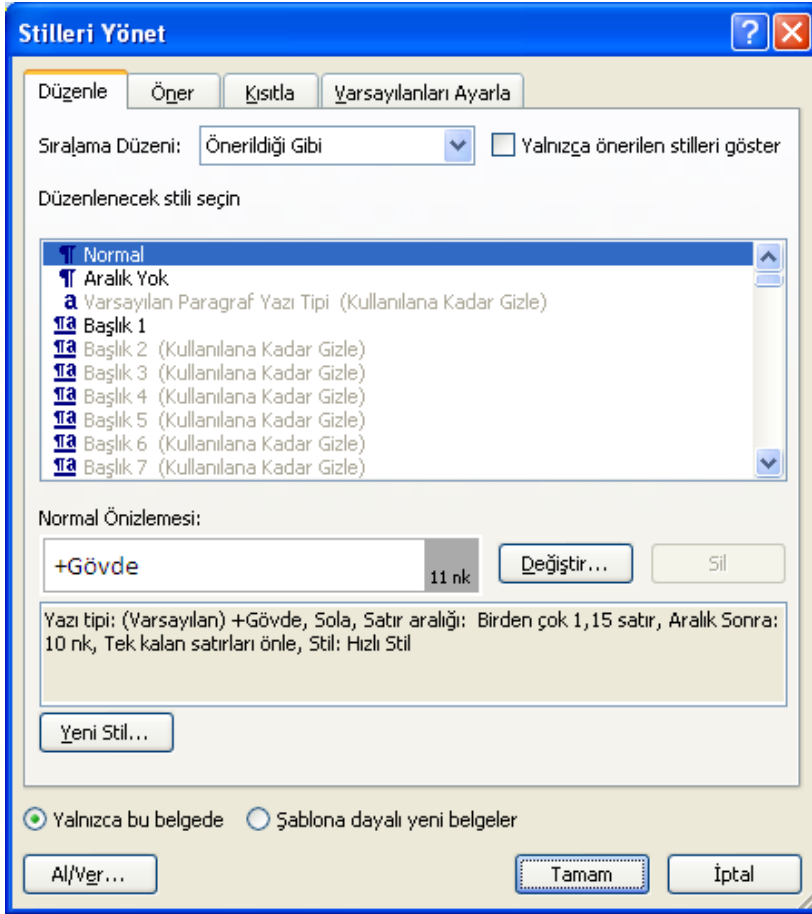 Stilleri Yönet
Düzenle Öner Kısıtla Varsayılanları Ayarla
Sıralama Düzeni: Önerildiği Gibi Yalnızca önerilen stilleri göster
Düzenlenecek stili seçin
¶ Normal
¶ Aralık Yok
a Varsayılan Paragraf Yazı Tipi (Kullanılana Kadar Gizle)
¶a Başlık 1
¶a Başlık 2 (Kullanılana Kadar Gizle)
¶a Başlık 3 (Kullanılana Kadar Gizle)
¶a Başlık 4 (Kullanılana Kadar Gizle)
¶a Başlık 5 (Kullanılana Kadar Gizle)
¶a Başlık 6 (Kullanılana Kadar Gizle)
¶a Başlık 7 (Kullanılana Kadar Gizle)
Normal Önizlemesi:
+Gövde 11 nk Değiştir... Sil
Yazı tipi: (Varsayılan) +Gövde, Sola, Satır aralığı: Birden çok 1,15 satır, Aralık Sonra:
10 nk, Tek kalan satırları önle, Stil: Hızlı Stil
Yeni Stil...
Yalnızca bu belgede Şablona dayalı yeni belgeler
Al/Ver... Tamam İptal